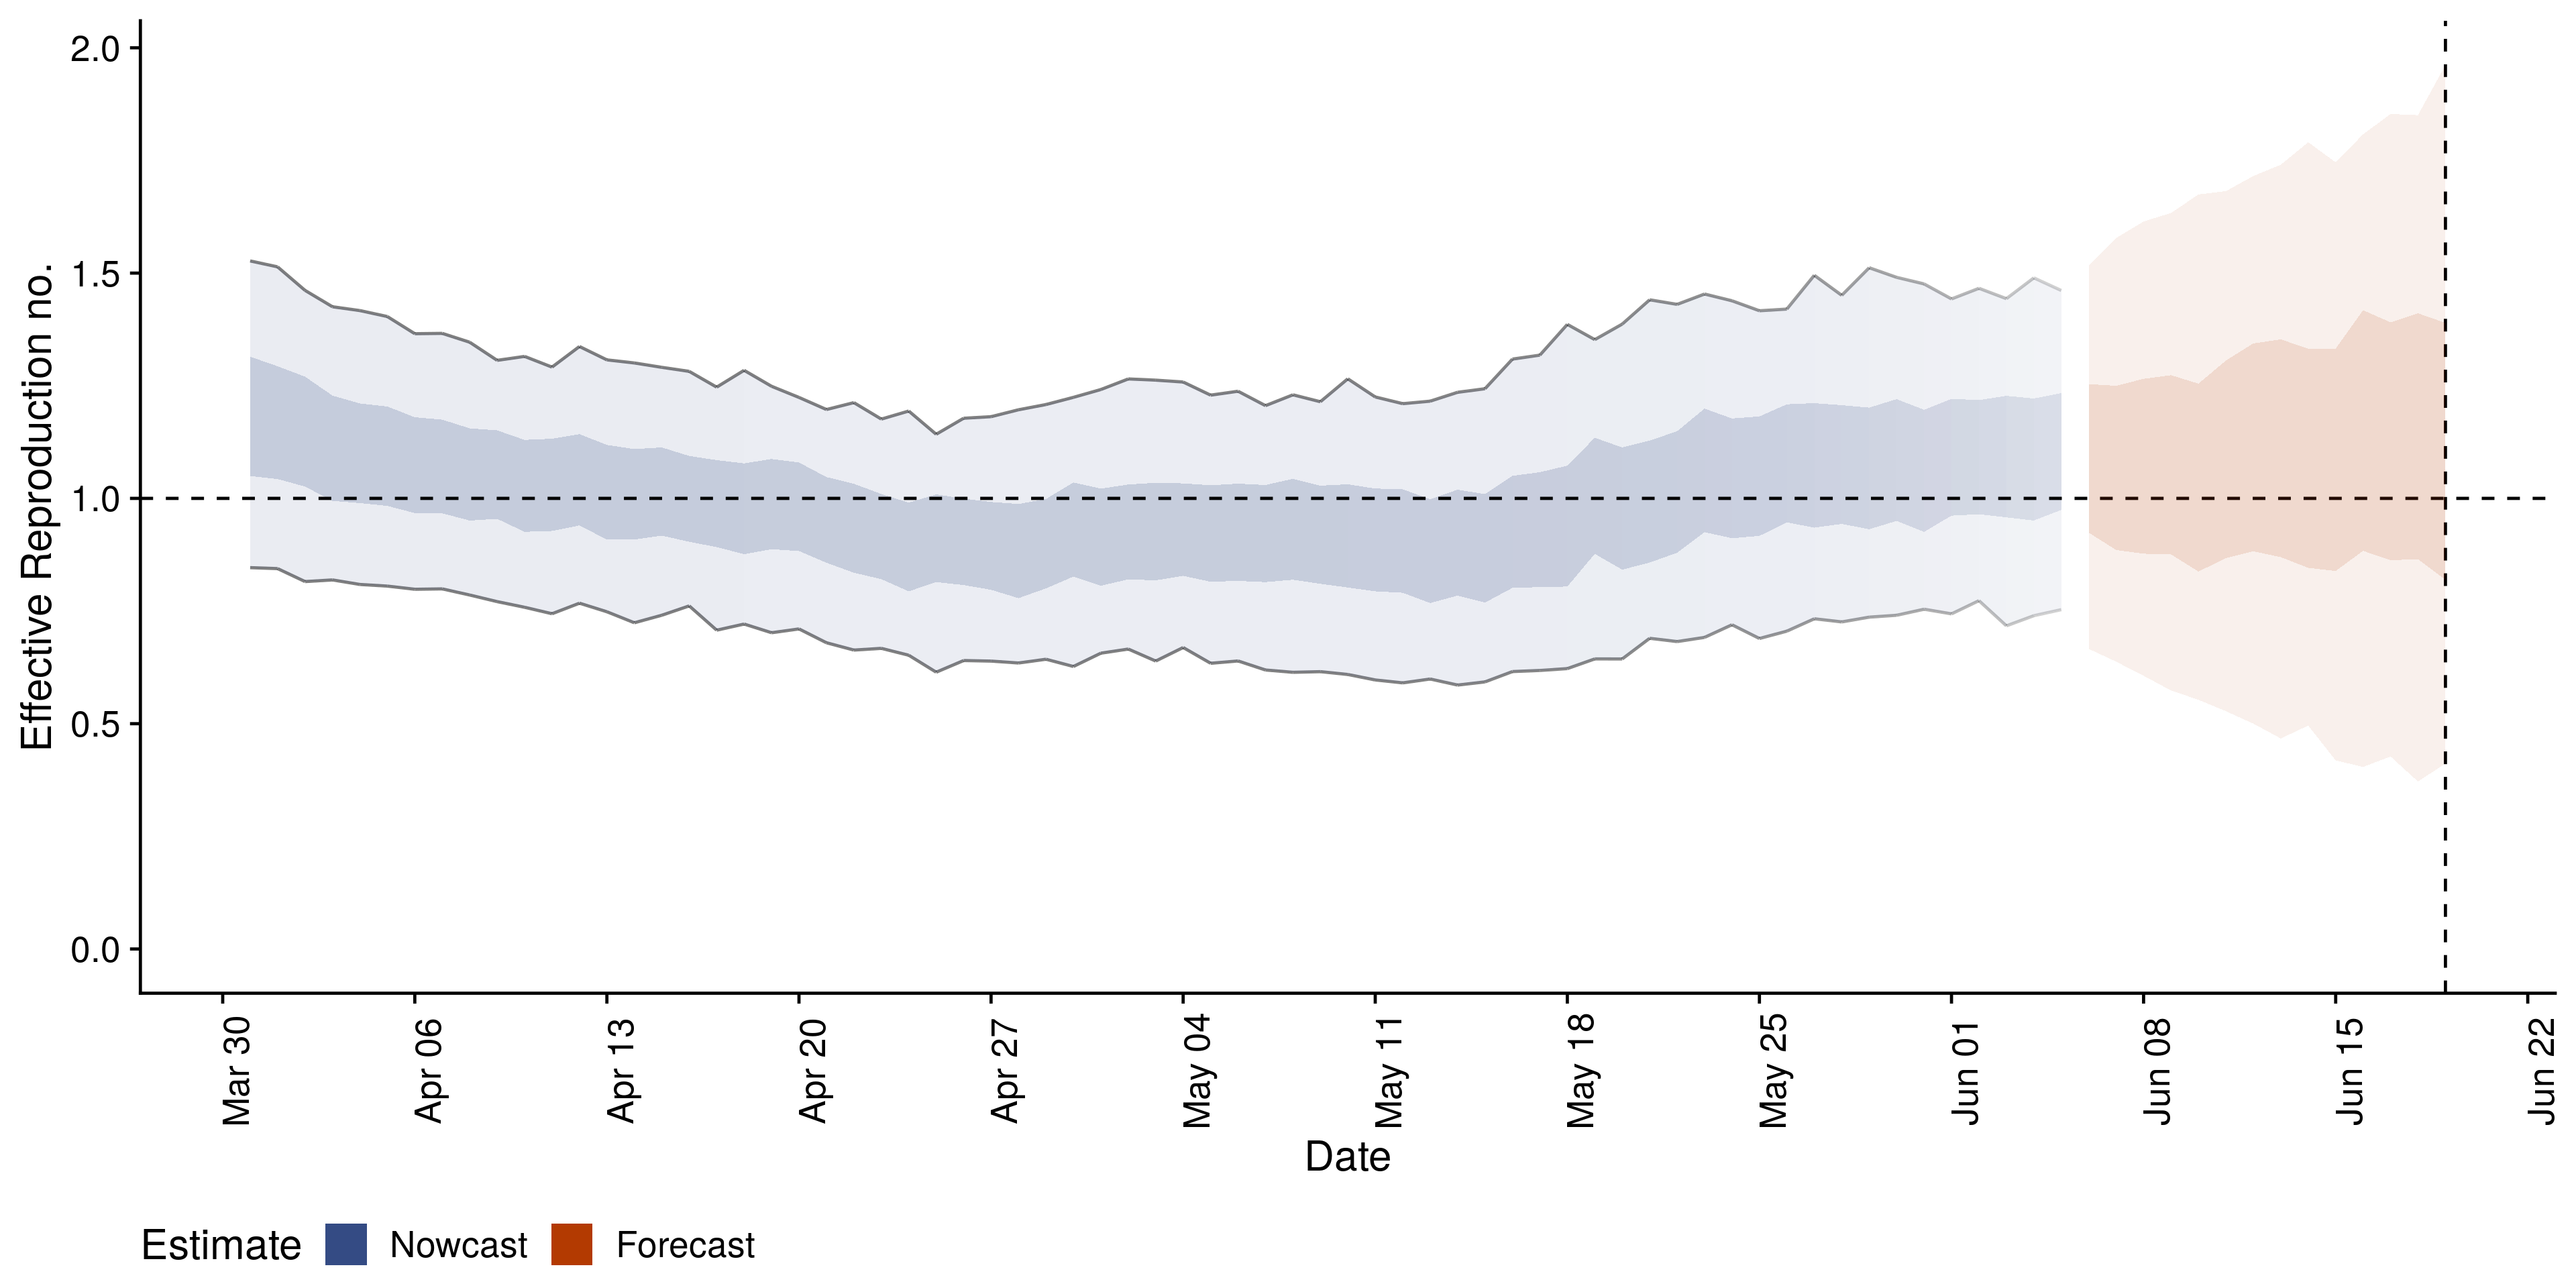 Effective Reproduction no.
2.0
1.5
1.0
0.5
0.0
Mar 30
Apr 06
Apr 13
Apr 20
Apr 27
May 04
May 11
May 18
May 25
Jun 01
Jun 08
Jun 15
Jun 22
Date
Estimate Nowcast Forecast